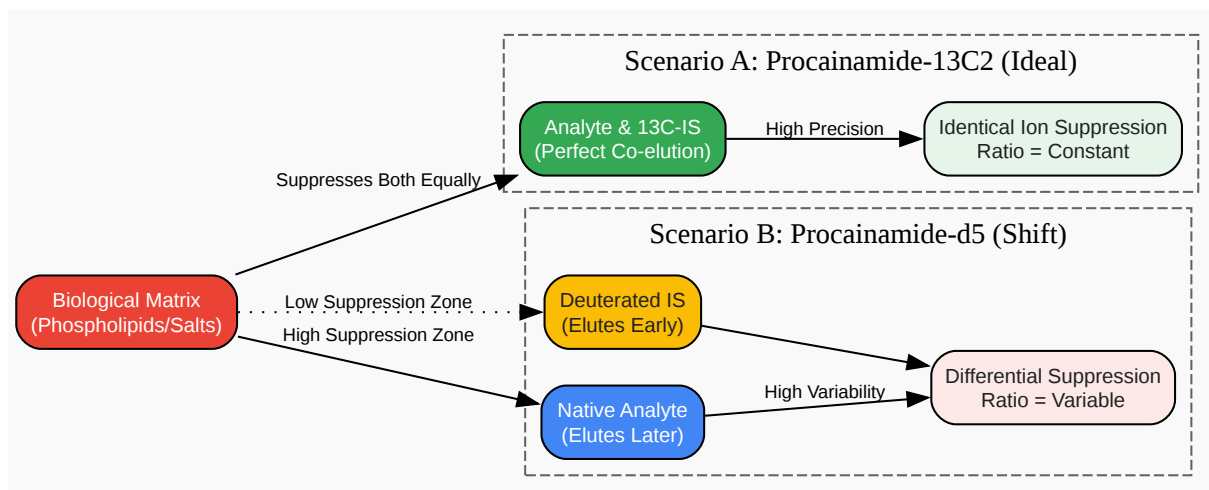 Scenario A: Procainamide-13C2 (Ideal)
Analyte & 13C-IS
(Perfect Co-elution)
High Precision
Identical Ion Suppression
Ratio = Constant
Suppresses Both Equally
Scenario B: Procainamide-d5 (Shift)
Biological Matrix
(Phospholipids/Salts)
Low Suppression Zone
High Suppression Zone
Deuterated IS
(Elutes Early)
Native Analyte
(Elutes Later)
High Variability
Differential Suppression
Ratio = Variable